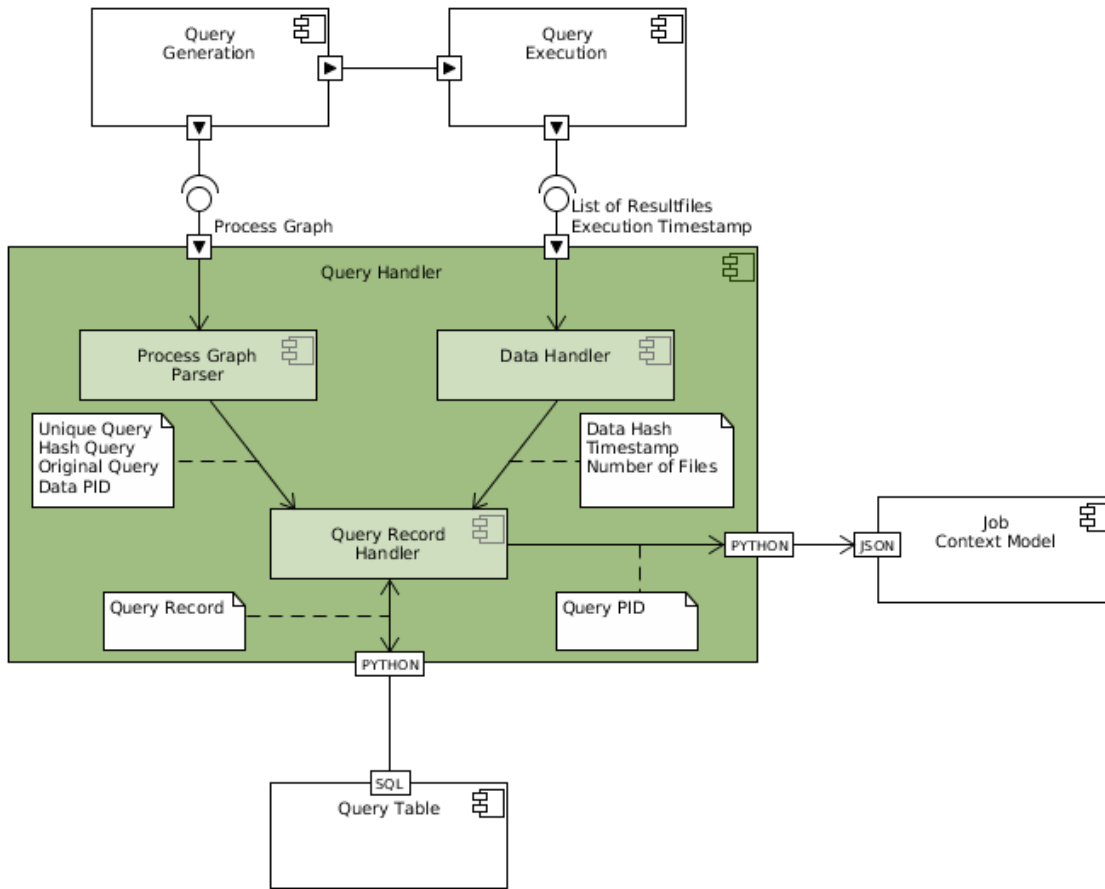 Query
Generation
Query
Execution
Process Graph
List of Resultfiles
Execution Timestamp
Query Handler
Process Graph
Parser
Data Handler
Unique Query
Hash Query
Original Query
Data PID
Data Hash
Timestamp
Number of Files
Query Record
Handler
PYTHON
JSON
Job
Context Model
Query Record
Query PID
PYTHON
SQL
Query Table